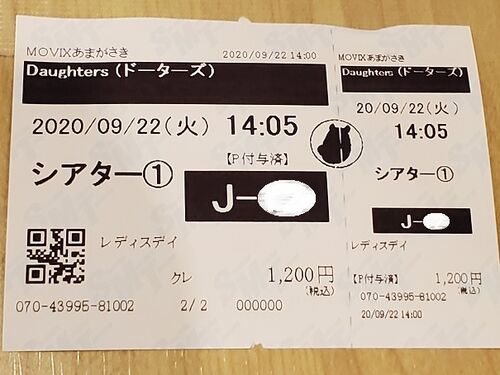 MOVIXあまがさき 2020/09/22 14:00
Daughters (ドーターズ)
2020/09/22(火) 14:05
【P付与済】
シアター①
J-
レディスデイ
クレ 1,200円
(税込)
070-43995-81002 2/2 000000
MOVIXあまがさき
Daughters (ドーターズ)
20/09/22(火)
14:05
シアター①
J-
レディスデイ
【P付与済】 1,200円
(税込)
070-43995-81002
20/09/22 14:00